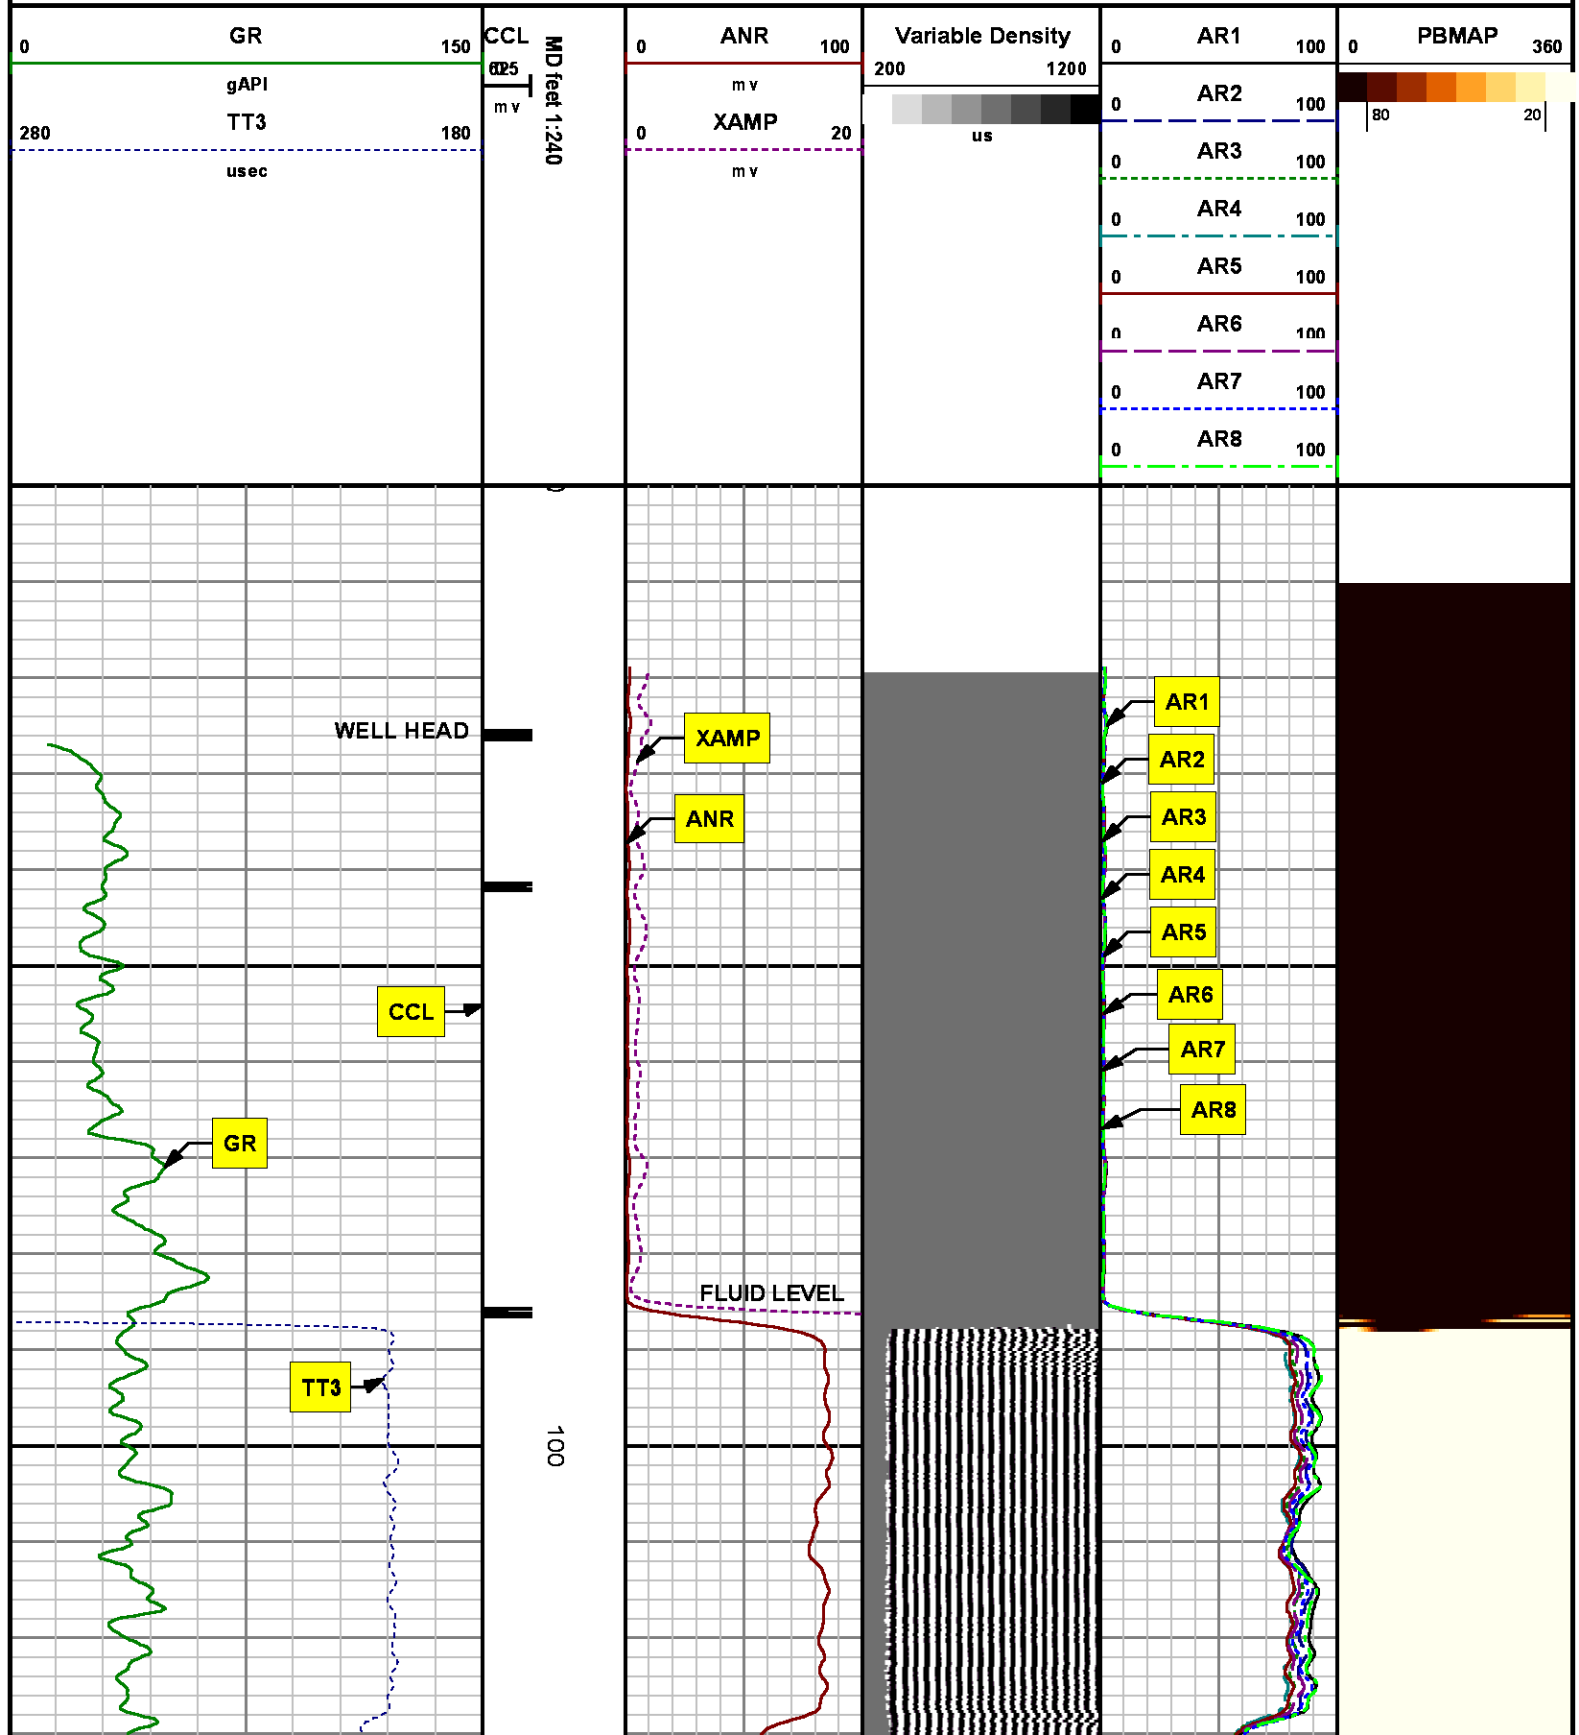 GR
0 150
gAPI
TT3
280 180
usec
CCL
mv
MD feet 1:240
ANR
0 100
mv
XAMP
0 20
mv
Variable Density
200 1200
us
AR1
0 100
AR2
0 100
AR3
0 100
AR4
0 100
AR5
0 100
AR6
0 100
AR7
0 100
AR8
0 100
PBMAP
0 360
80 20
WELL HEAD
XAMP
ANR
AR1
AR2
AR3
AR4
AR5
AR6
AR7
AR8
CCL
GR
FLUID LEVEL
TT3
100